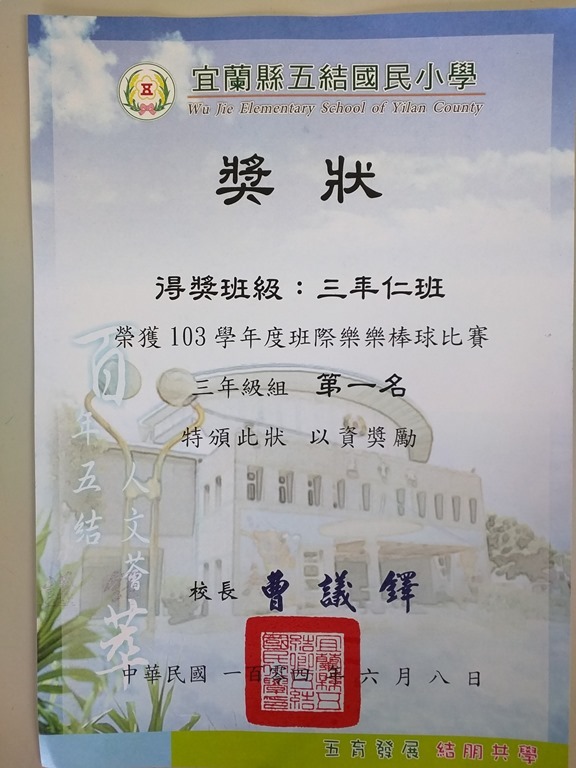 宜蘭縣五結國民小學
Wu Jie Elementary School of Yilan County
獎 狀
得獎班級：三年仁班
榮獲 103 學年度班際樂樂棒球比賽
三年級組 第一名
特頒此狀 以資獎勵
百年五結
人文薈萃
校長 曹議鐸
中華民國 一百零四 年 六 月 八 日
五育發展 結朋共學